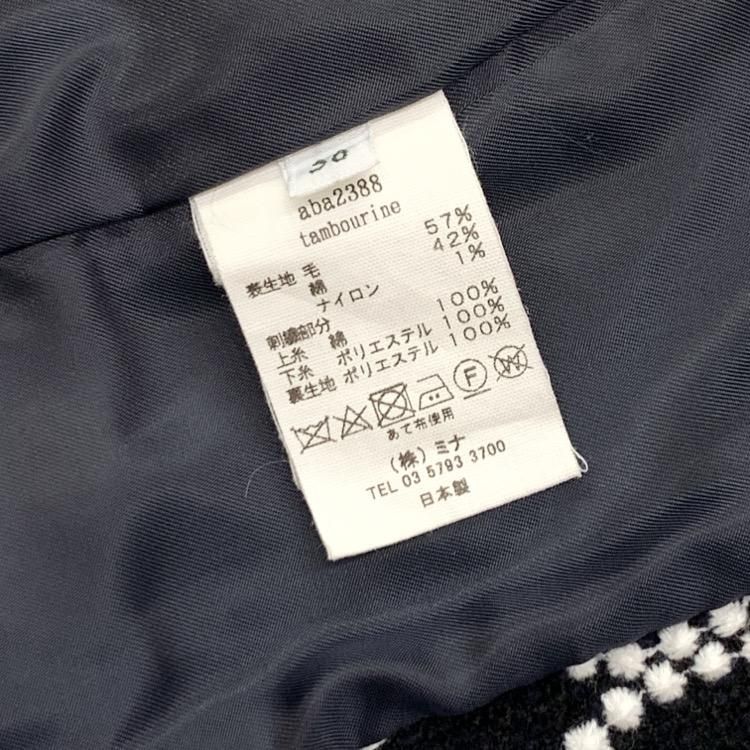 aba2388
tambourine
表生地 毛 57%
綿 42%
ナイロン 1%
刺繍部分
上糸 綿 100%
下糸 ポリエステル 100%
裏生地 ポリエステル 100%
F W
あて布使用
(株)ミナ
TEL 03 5793 3700
日本製